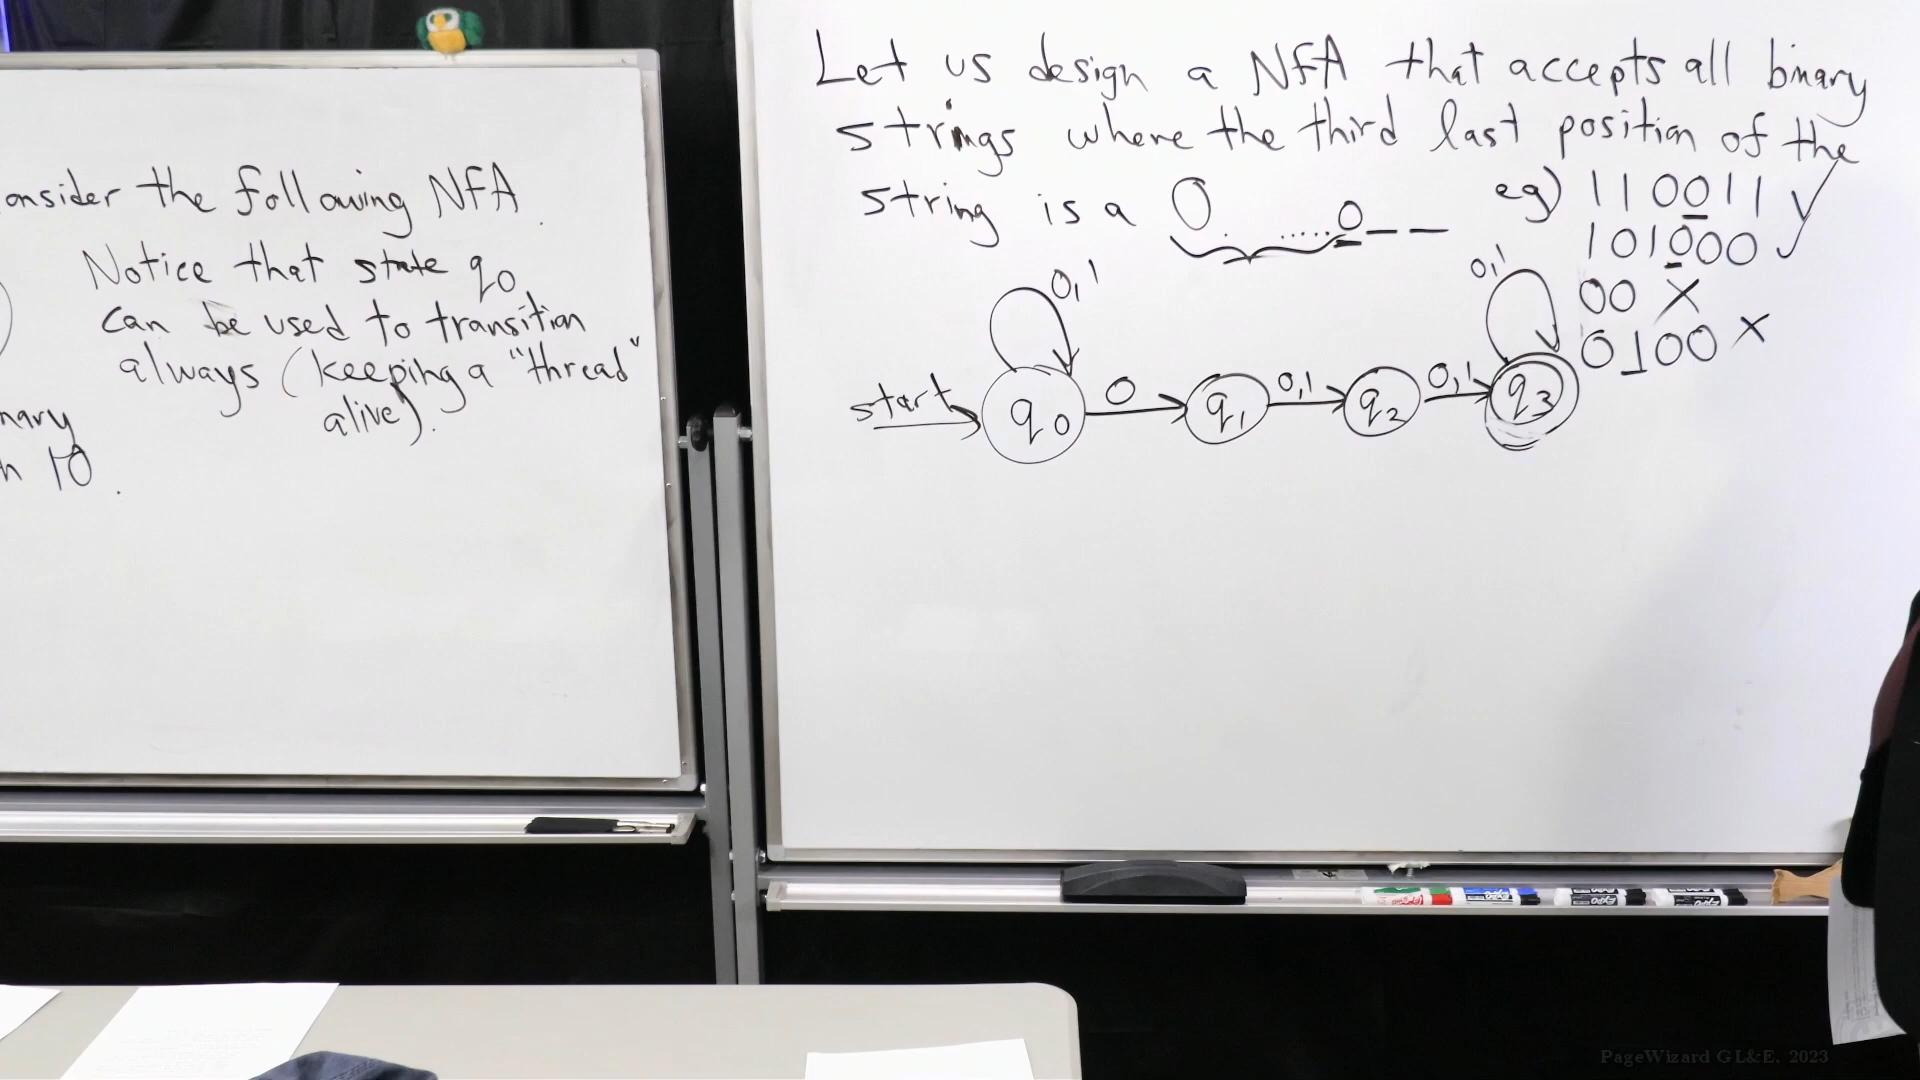 onsider the following NFA.
Notice that state q0
can be used to transition
always (keeping a "thread"
alive).
nary
h 10.
Let us design a NFA that accepts all binary
strings where the third last position of the
string is a 0. .....0 _ _
eg) 110011 ✓
101000 ✓
00 X
0100 X
0,1
0,1
start
q0
0
q1
0,1
q2
0,1
q3
PageWizard GL&E, 2023